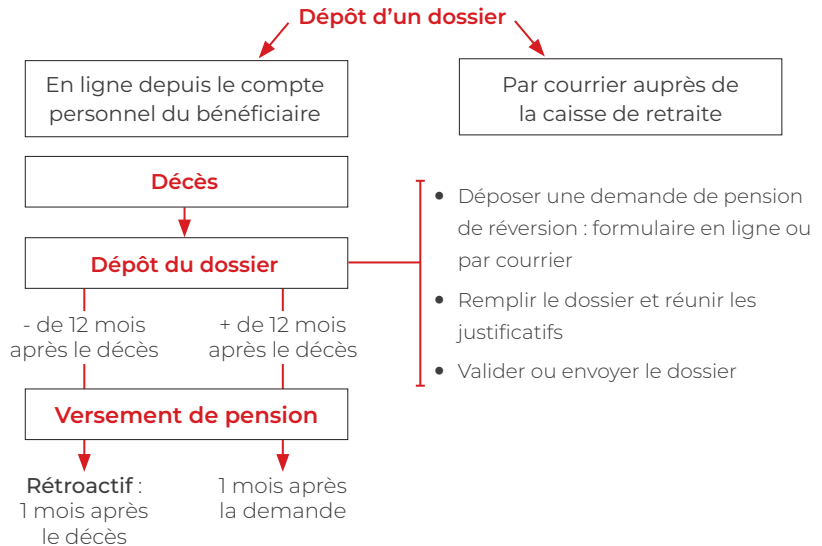 Dépôt d'un dossier
En ligne depuis le compte
personnel du bénéficiaire
Par courrier auprès de
la caisse de retraite
Décès
Dépôt du dossier
- de 12 mois
après le décès
+ de 12 mois
après le décès
Versement de pension
Rétroactif :
1 mois après
le décès
1 mois après
la demande
• Déposer une demande de pension
de réversion : formulaire en ligne ou
par courrier
• Remplir le dossier et réunir les
justificatifs
• Valider ou envoyer le dossier